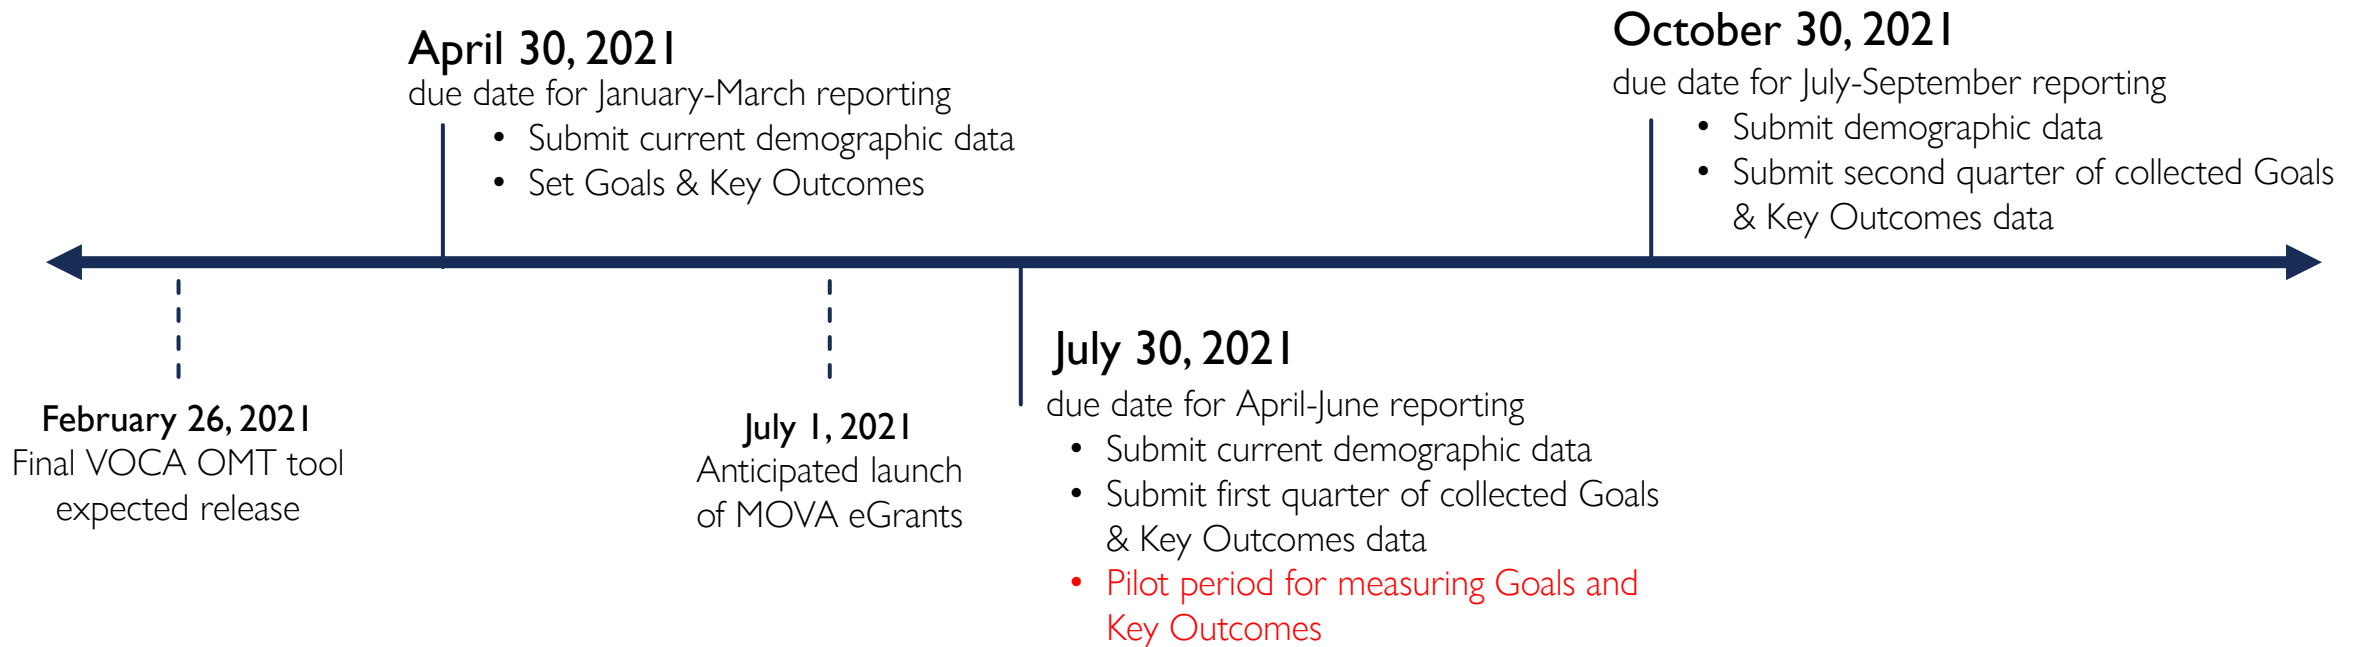 April 30, 2021
due date for January-March reporting
• Submit current demographic data
• Set Goals & Key Outcomes
October 30, 2021
due date for July-September reporting
• Submit demographic data
• Submit second quarter of collected Goals
& Key Outcomes data
February 26, 2021
Final VOCA OMT tool
expected release
July 1, 2021
Anticipated launch
of MOVA eGrants
July 30, 2021
due date for April-June reporting
• Submit current demographic data
• Submit first quarter of collected Goals
& Key Outcomes data
• Pilot period for measuring Goals and
Key Outcomes